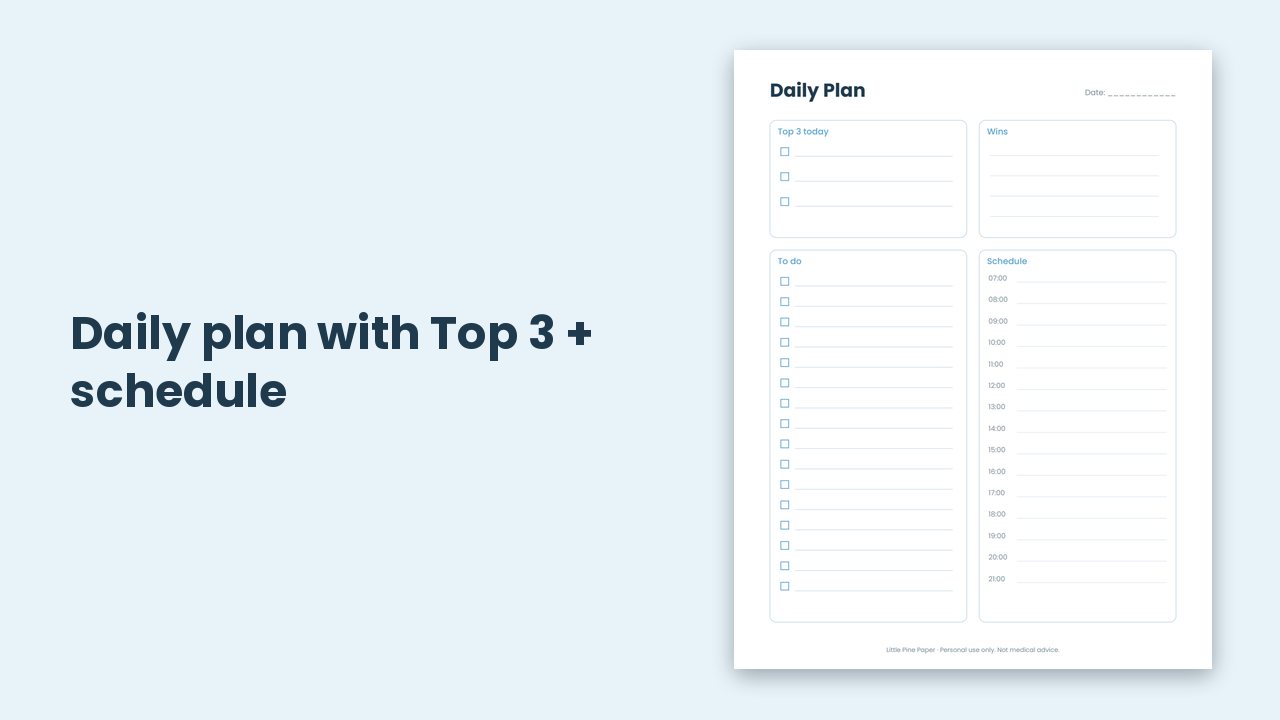 Daily plan with Top 3 +
schedule
Daily Plan
Date: ____________
Top 3 today
Wins
To do
Schedule
07:00
08:00
09:00
10:00
11:00
12:00
13:00
14:00
15:00
16:00
17:00
18:00
19:00
20:00
21:00
Little Pine Paper · Personal use only. Not medical advice.